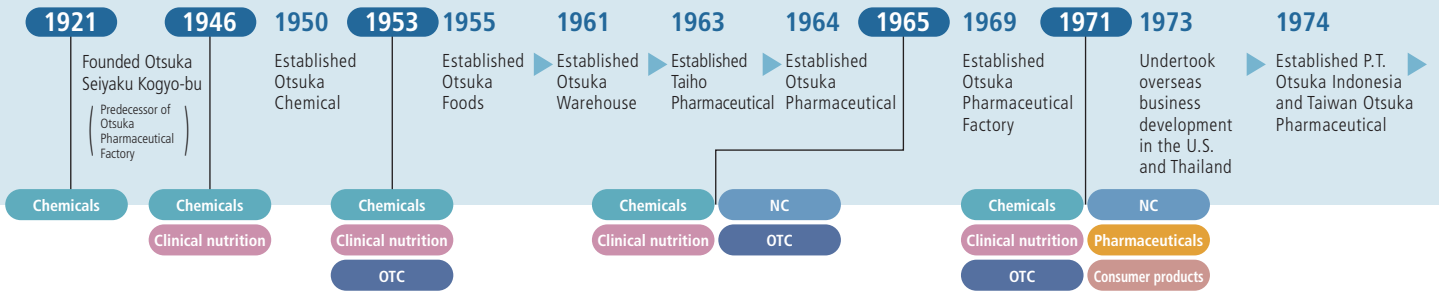 1921
1946
1950
1953
1955
1961
1963
1964
1965
1969
1971
1973
1974
Founded Otsuka
Seiyaku Kogyo-bu
(Predecessor of
Otsuka
Pharmaceutical
Factory)
Established
Otsuka
Chemical
Established
Otsuka
Foods
Established
Otsuka
Warehouse
Established
Taiho
Pharmaceutical
Established
Otsuka
Pharmaceutical
Established
Otsuka
Pharmaceutical
Factory
Undertook
overseas
business
development
in the U.S.
and Thailand
Established P.T.
Otsuka Indonesia
and Taiwan Otsuka
Pharmaceutical
Chemicals
Chemicals
Clinical nutrition
Chemicals
Clinical nutrition
OTC
Chemicals
NC
Clinical nutrition
OTC
Chemicals
NC
Clinical nutrition
Pharmaceuticals
OTC
Consumer products